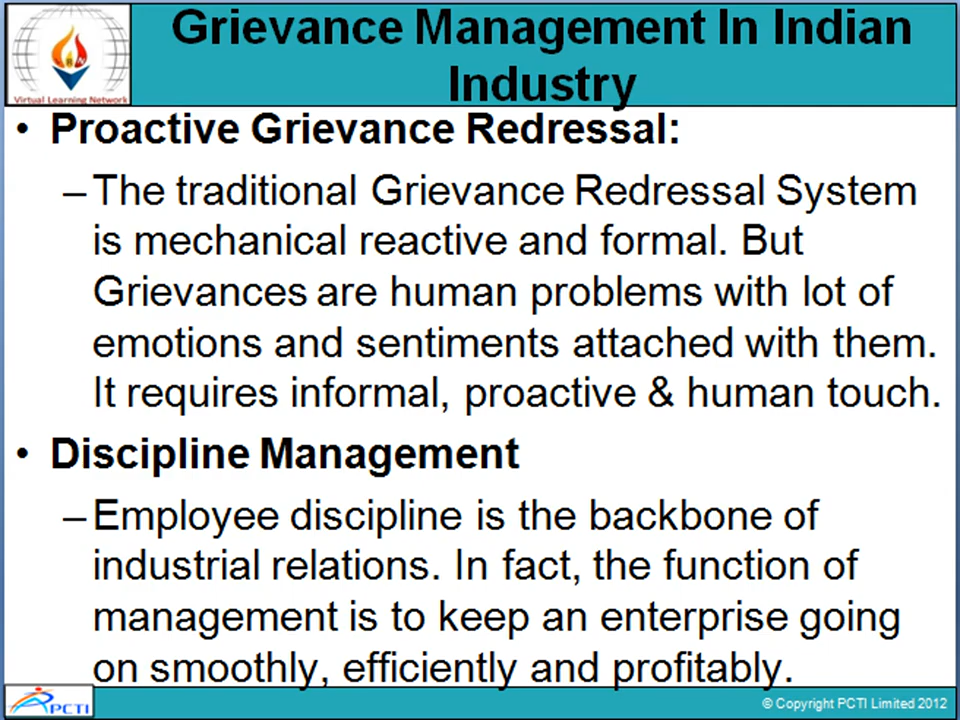 Grievance Management In Indian
Industry
Virtual Learning Network
• Proactive Grievance Redressal:
– The traditional Grievance Redressal System
is mechanical reactive and formal. But
Grievances are human problems with lot of
emotions and sentiments attached with them.
It requires informal, proactive & human touch.
• Discipline Management
– Employee discipline is the backbone of
industrial relations. In fact, the function of
management is to keep an enterprise going
on smoothly, efficiently and profitably.
PCTI
© Copyright PCTI Limited 2012